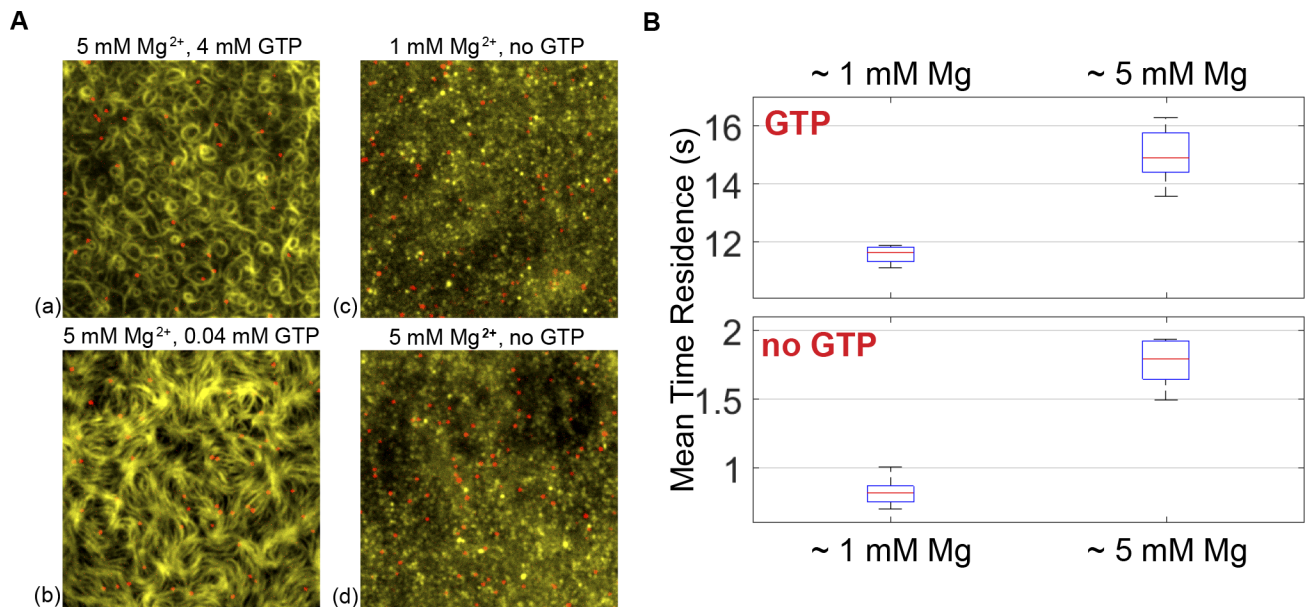 A
5 mM Mg²⁺, 4 mM GTP
(a)
5 mM Mg²⁺, 0.04 mM GTP
(b)
1 mM Mg²⁺, no GTP
(c)
5 mM Mg²⁺, no GTP
(d)
B
~ 1 mM Mg
~ 5 mM Mg
Mean Time Residence (s)
GTP
16
14
12
no GTP
2
1.5
1
~ 1 mM Mg
~ 5 mM Mg